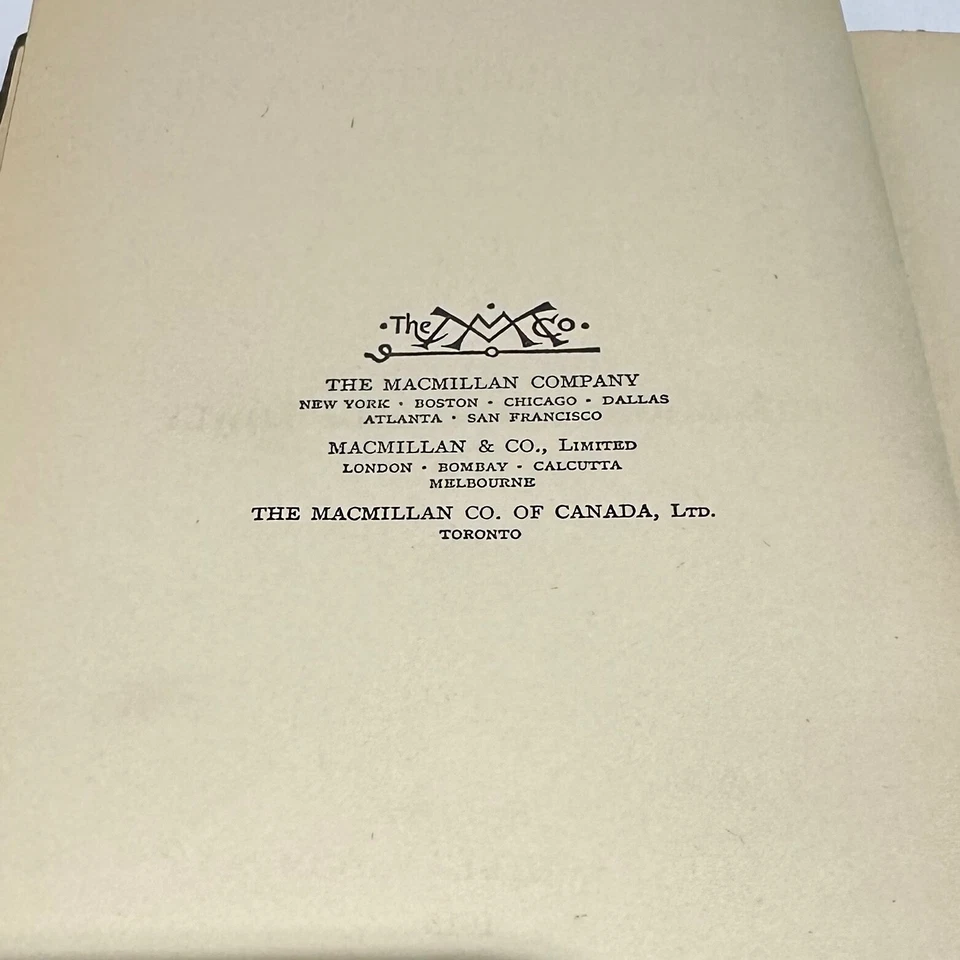 ·The M Co·
THE MACMILLAN COMPANY
NEW YORK · BOSTON · CHICAGO · DALLAS
ATLANTA · SAN FRANCISCO
MACMILLAN & CO., LIMITED
LONDON · BOMBAY · CALCUTTA
MELBOURNE
THE MACMILLAN CO. OF CANADA, LTD.
TORONTO